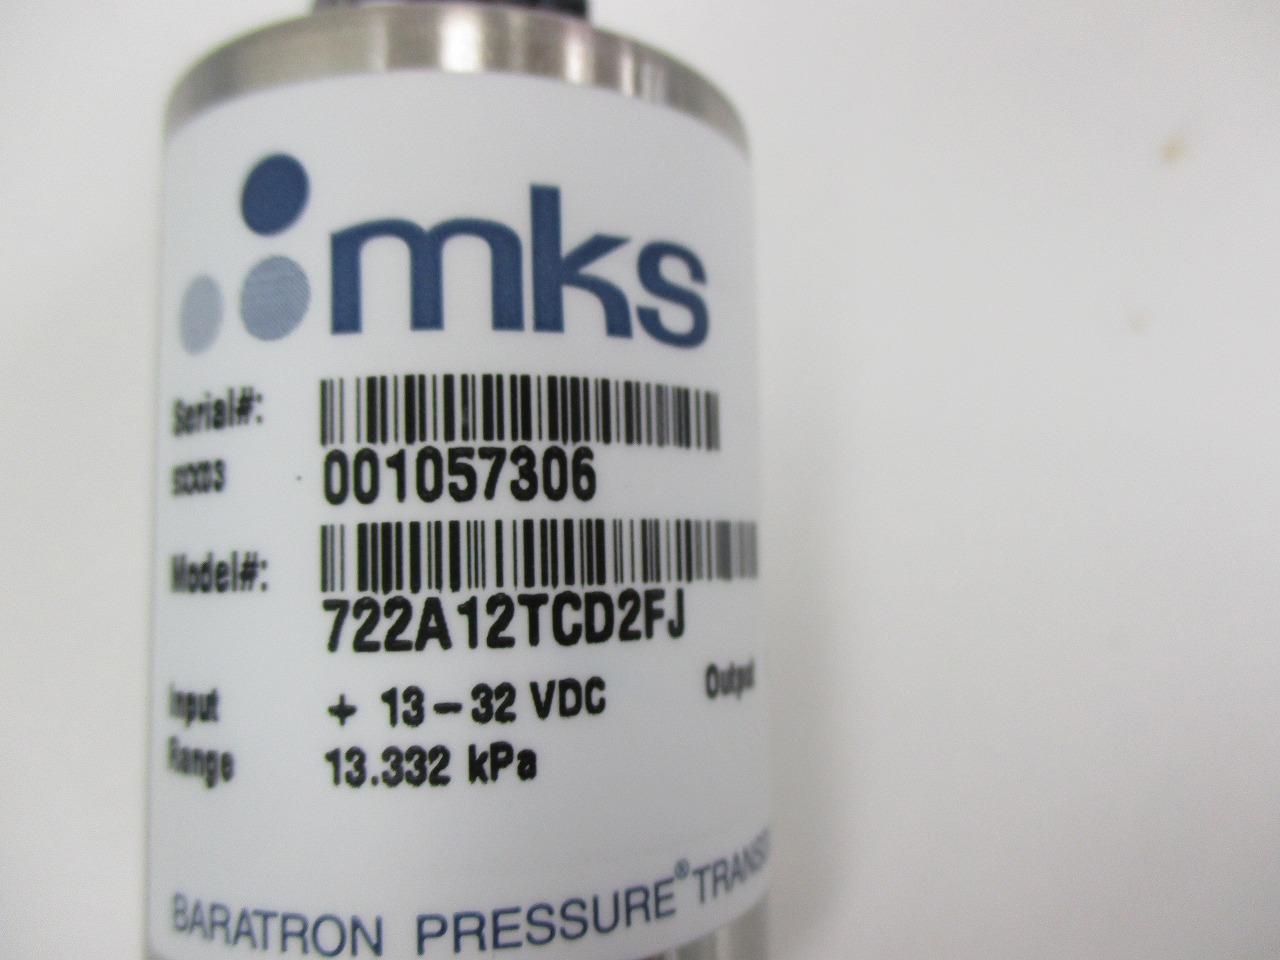 mks
Serial#:
001057306
Model#:
722A12TCD2FJ
Input + 13-32 VDC Output
Range 13.332 kPa
BARATRON PRESSURE®